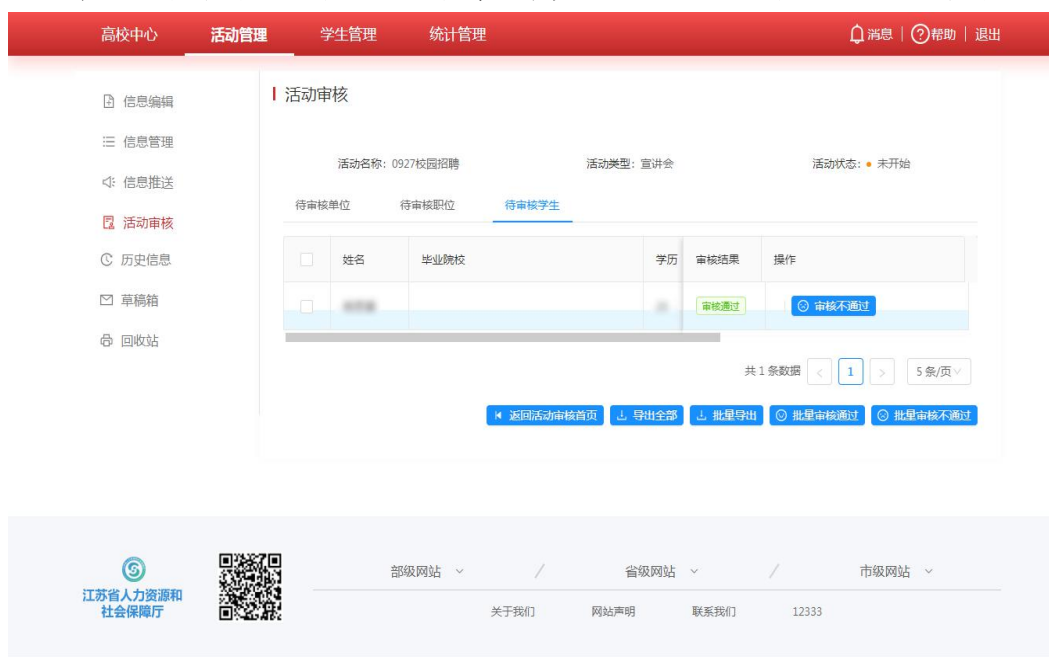 高校中心 活动管理 学生管理 统计管理 消息 | 帮助 | 退出
信息编辑
信息管理
信息推送
活动审核
历史信息
草稿箱
回收站
活动审核
活动名称: 0927校园招聘 活动类型: 宣讲会 活动状态: 未开始
待审核单位 待审核职位 待审核学生
姓名 毕业院校 学历 审核结果 操作
审核通过 审核不通过
共 1 条数据 < 1 > 5 条/页
返回活动审核首页 导出全部 批量导出 批量审核通过 批量审核不通过
江苏省人力资源和
社会保障厅
部级网站 / 省级网站 / 市级网站
关于我们 网站声明 联系我们 12333